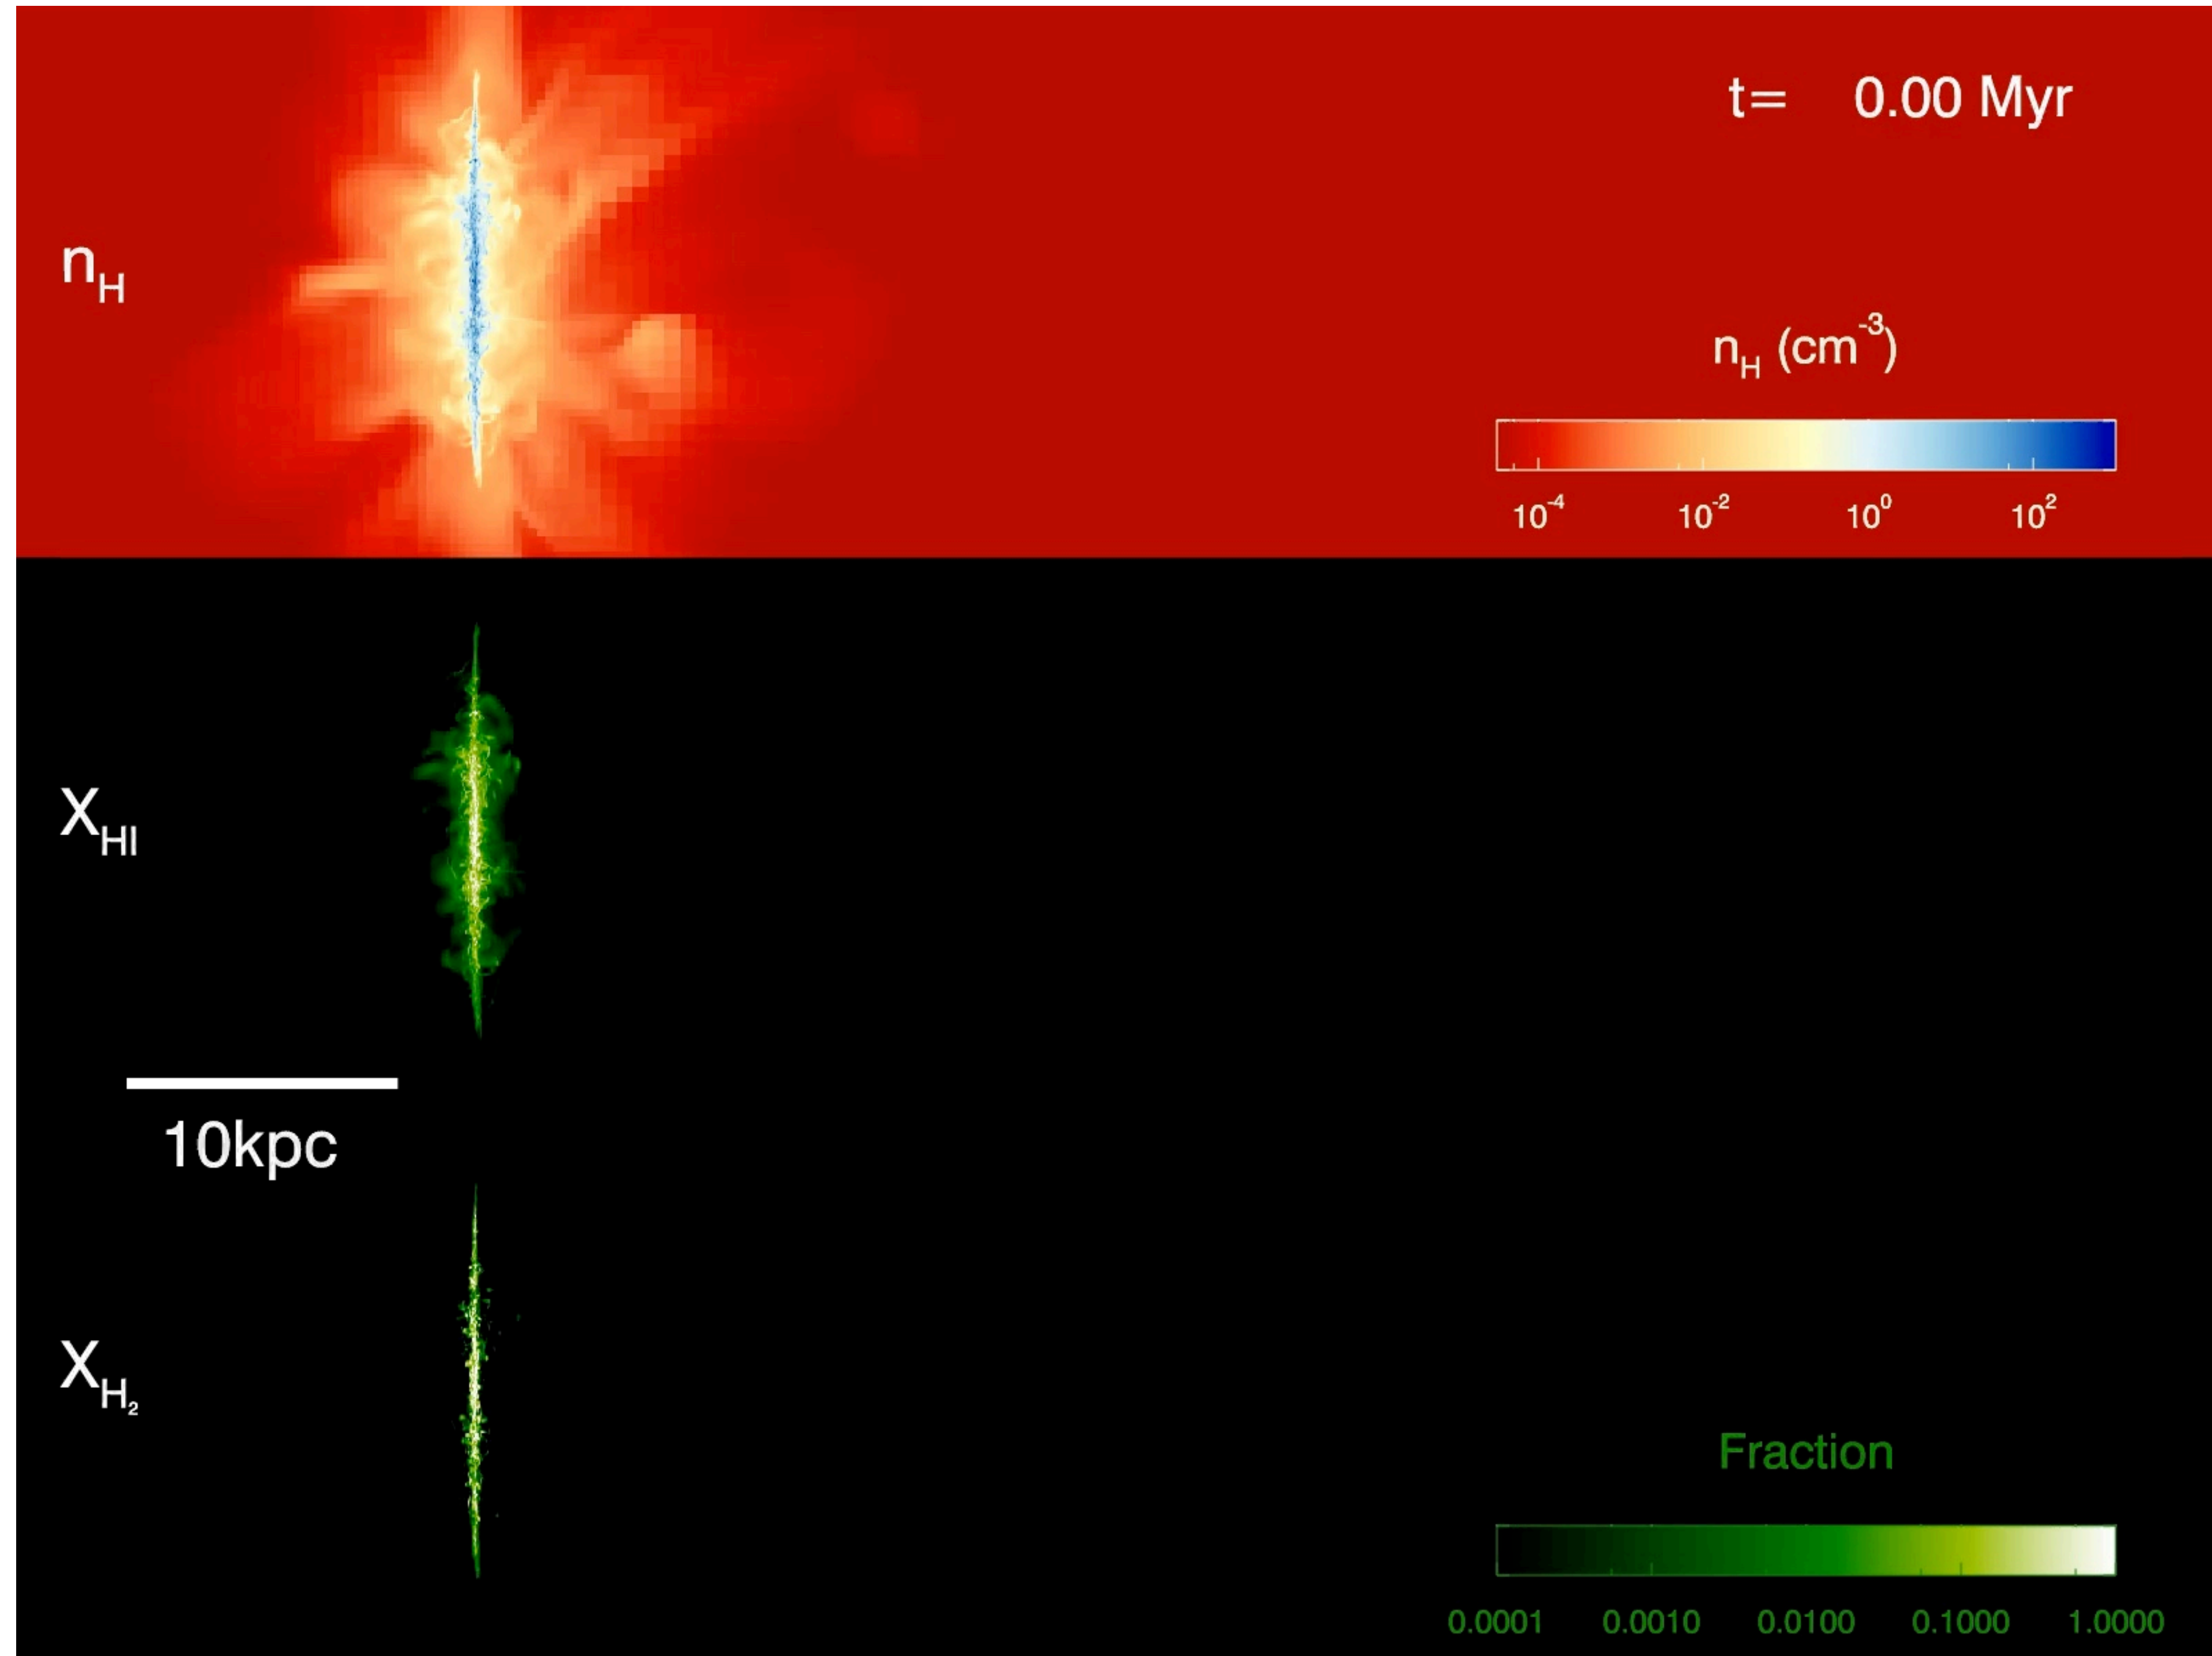 t= 0.00 Myr
n_H
n_H (cm^-3)
10^-4 10^-2 10^0 10^2
X_HI
10kpc
X_H₂
Fraction
0.0001 0.0010 0.0100 0.1000 1.0000